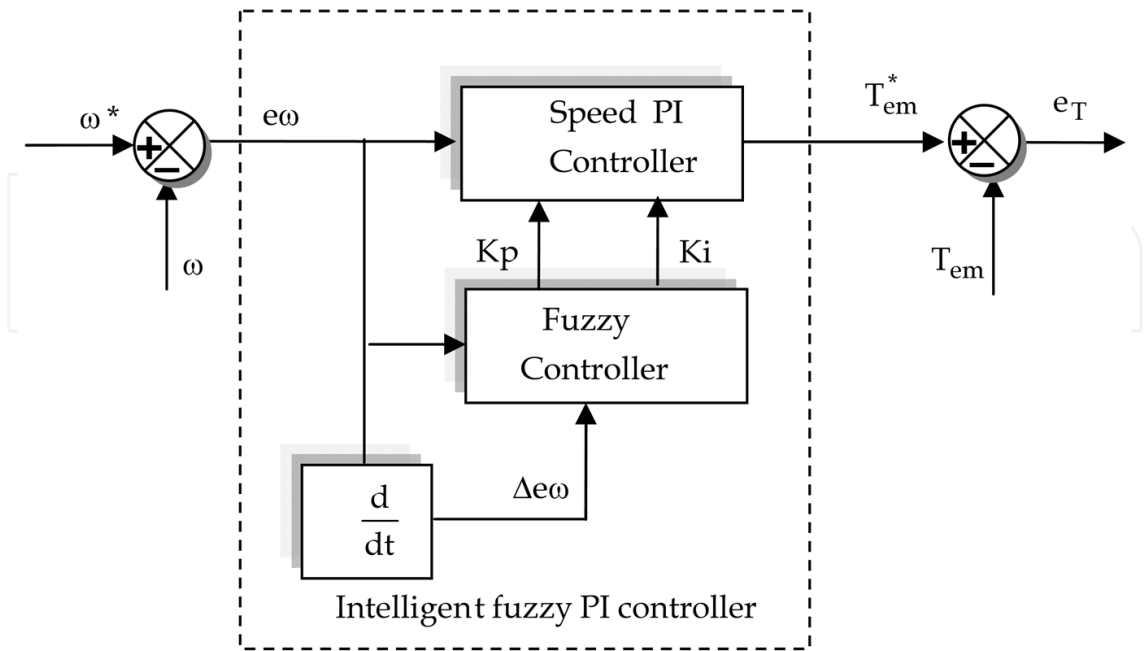 ω*
eω
Speed PI
Controller
T*em
eT
+
−
+
−
ω
Kp
Ki
Tem
Fuzzy
Controller
Δeω
d
dt
Intelligent fuzzy PI controller